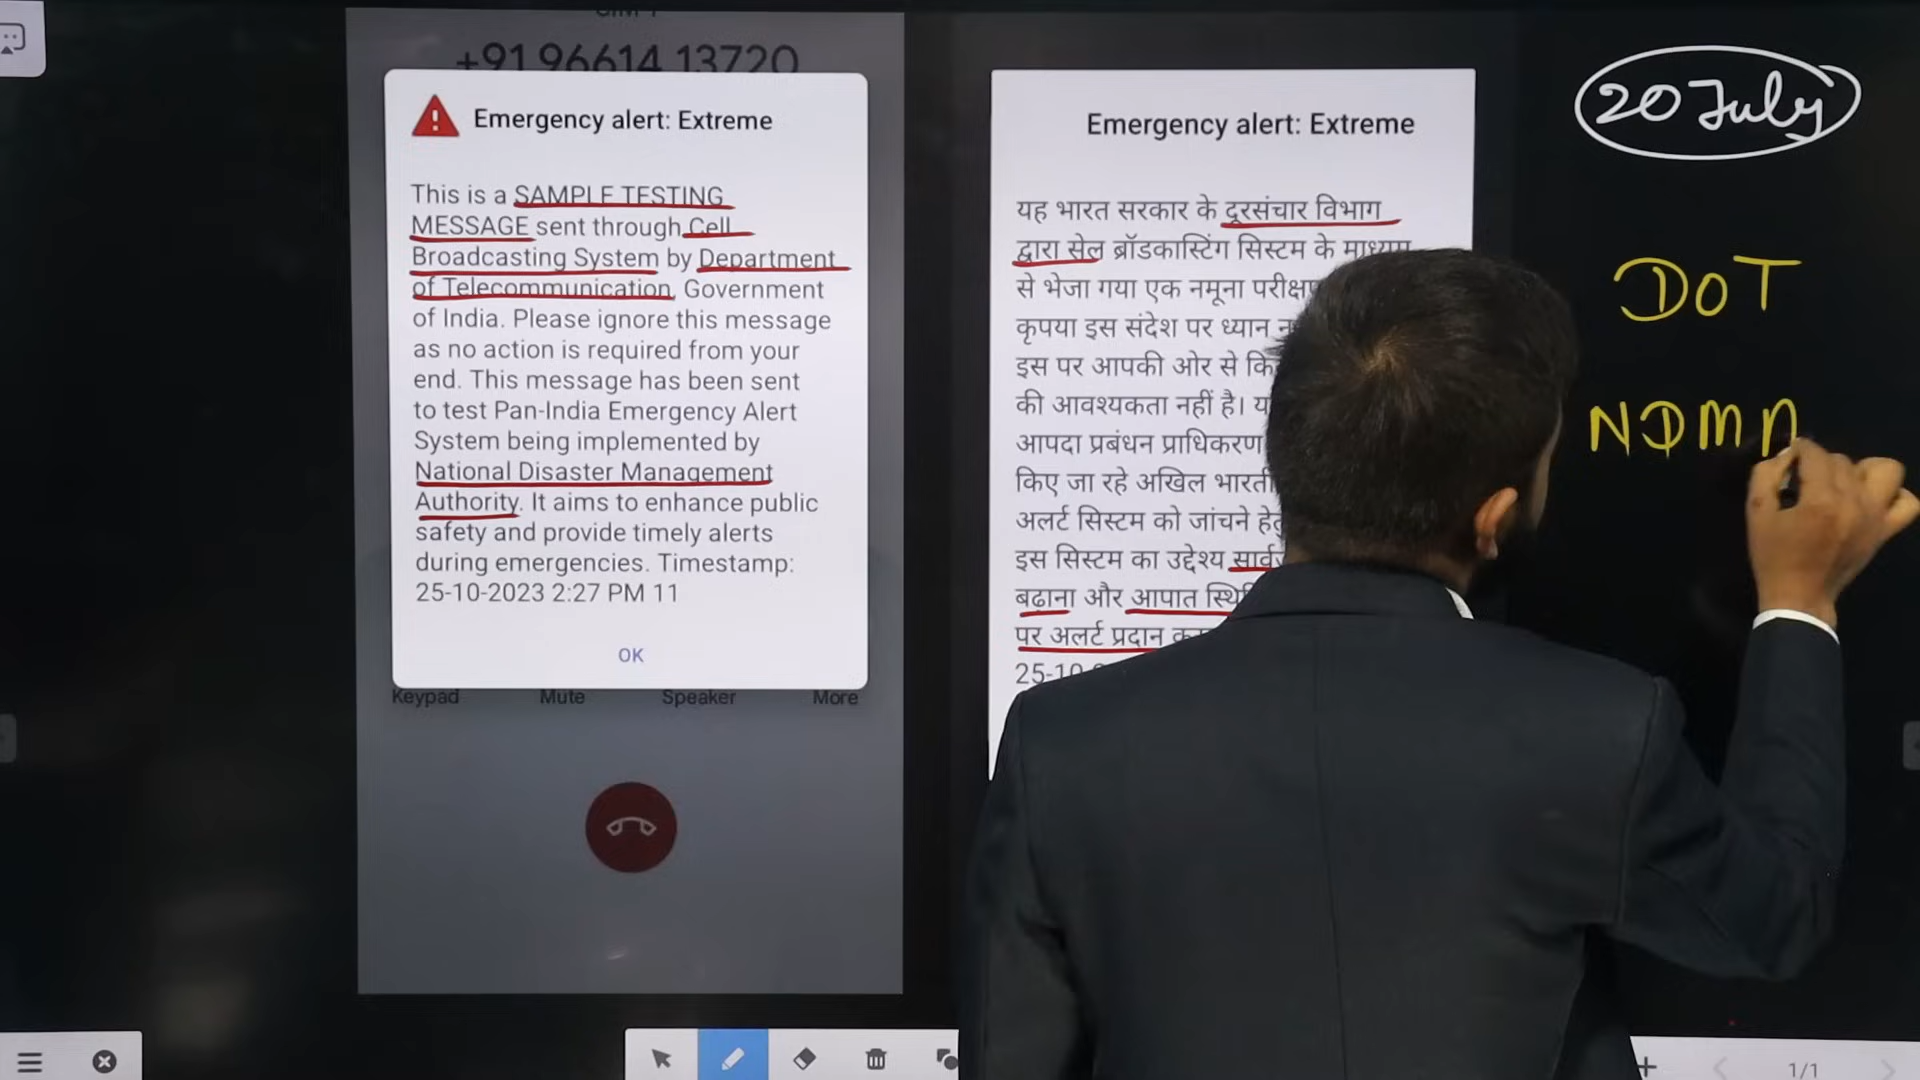 +91 96614 13720
Emergency alert: Extreme
This is a SAMPLE TESTING
MESSAGE sent through Cell
Broadcasting System by Department
of Telecommunication, Government
of India. Please ignore this message
as no action is required from your
end. This message has been sent
to test Pan-India Emergency Alert
System being implemented by
National Disaster Management
Authority. It aims to enhance public
safety and provide timely alerts
during emergencies. Timestamp:
25-10-2023 2:27 PM 11
OK
Keypad Mute Speaker More
Emergency alert: Extreme
यह भारत सरकार के दूरसंचार विभाग
द्वारा सेल ब्रॉडकास्टिंग सिस्टम के माध्यम
से भेजा गया एक नमूना
कृपया इस संदेश पर ध्यान
इस पर आपकी ओर से
की आवश्यकता नहीं है।
आपदा प्रबंधन प्राधिकरण
किए जा रहे अखिल
अलर्ट सिस्टम को जांचने
इस सिस्टम का उद्देश्य
बढ़ाना और आपात
पर अलर्ट प्रदान
25-10
20 July
DOT
NDMA
1/1